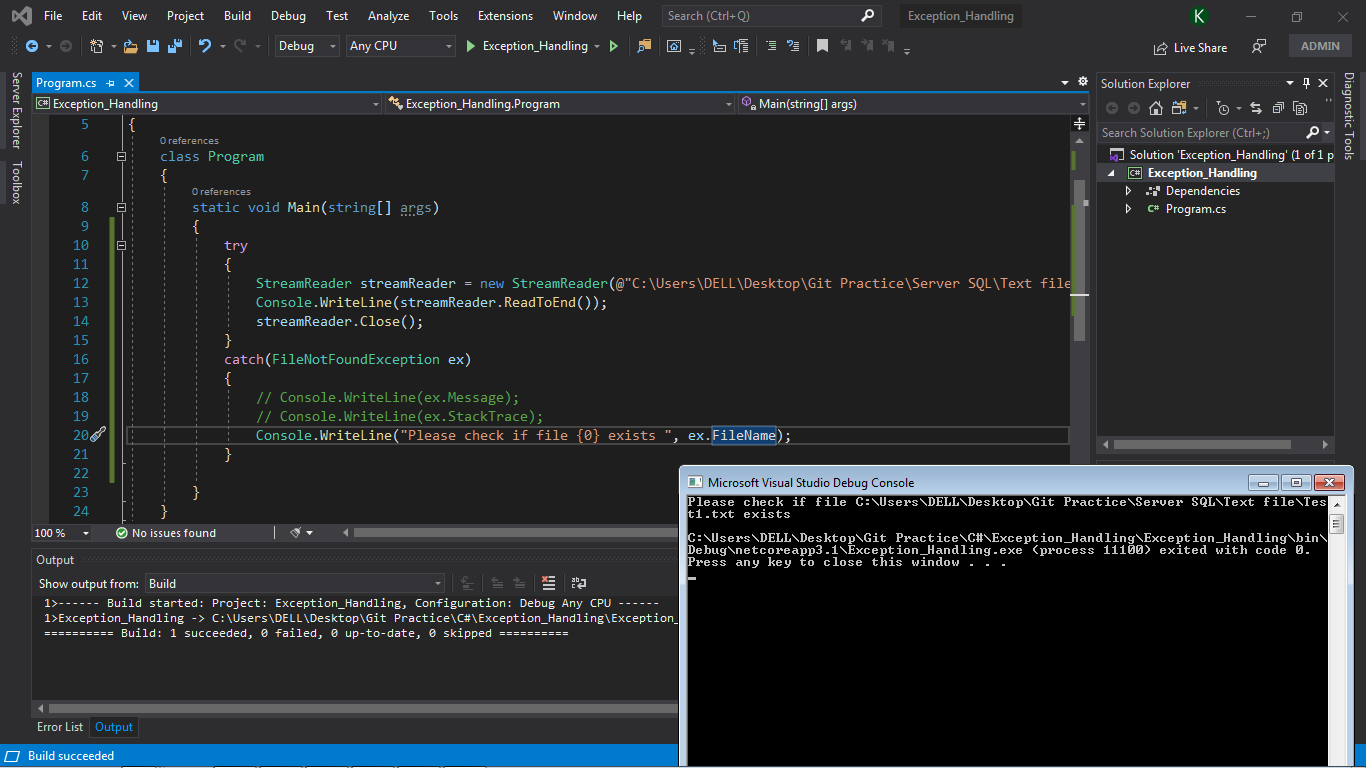 File Edit View Project Build Debug Test Analyze Tools Extensions Window Help Search (Ctrl+Q) Exception_Handling K
Debug Any CPU Exception_Handling Live Share ADMIN
Server Explorer
Toolbox
Program.cs
Exception_Handling Exception_Handling.Program Main(string[] args)
5 {
0 references
6 class Program
7 {
0 references
8 static void Main(string[] args)
9 {
10 try
11 {
12 StreamReader streamReader = new StreamReader(@"C:\Users\DELL\Desktop\Git Practice\Server SQL\Text file
13 Console.WriteLine(streamReader.ReadToEnd());
14 streamReader.Close();
15 }
16 catch(FileNotFoundException ex)
17 {
18 // Console.WriteLine(ex.Message);
19 // Console.WriteLine(ex.StackTrace);
20 Console.WriteLine("Please check if file {0} exists ", ex.FileName);
21 }
22
23 }
24 }
100 % No issues found
Solution Explorer
Search Solution Explorer (Ctrl+;)
Solution 'Exception_Handling' (1 of 1 p
C# Exception_Handling
Dependencies
C# Program.cs
Diagnostic Tools
Output
Show output from: Build
1>------ Build started: Project: Exception_Handling, Configuration: Debug Any CPU ------
1>Exception_Handling -> C:\Users\DELL\Desktop\Git Practice\C#\Exception_Handling\Exception_
========== Build: 1 succeeded, 0 failed, 0 up-to-date, 0 skipped ==========
Error List Output
Build succeeded
Microsoft Visual Studio Debug Console
Please check if file C:\Users\DELL\Desktop\Git Practice\Server SQL\Text file\Tes
t1.txt exists
C:\Users\DELL\Desktop\Git Practice\C#\Exception_Handling\Exception_Handling\bin\
Debug\netcoreapp3.1\Exception_Handling.exe (process 11100) exited with code 0.
Press any key to close this window . . .